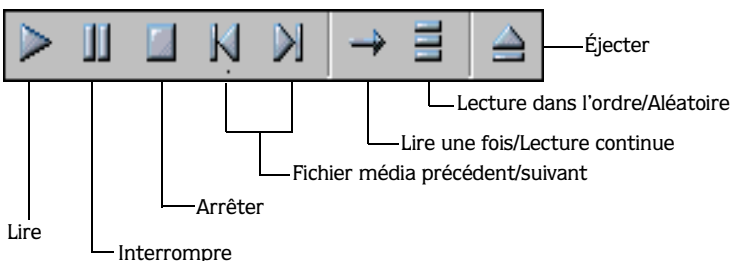 Éjecter
Lecture dans l'ordre/Aléatoire
Lire une fois/Lecture continue
Fichier média précédent/suivant
Arrêter
Lire
Interrompre